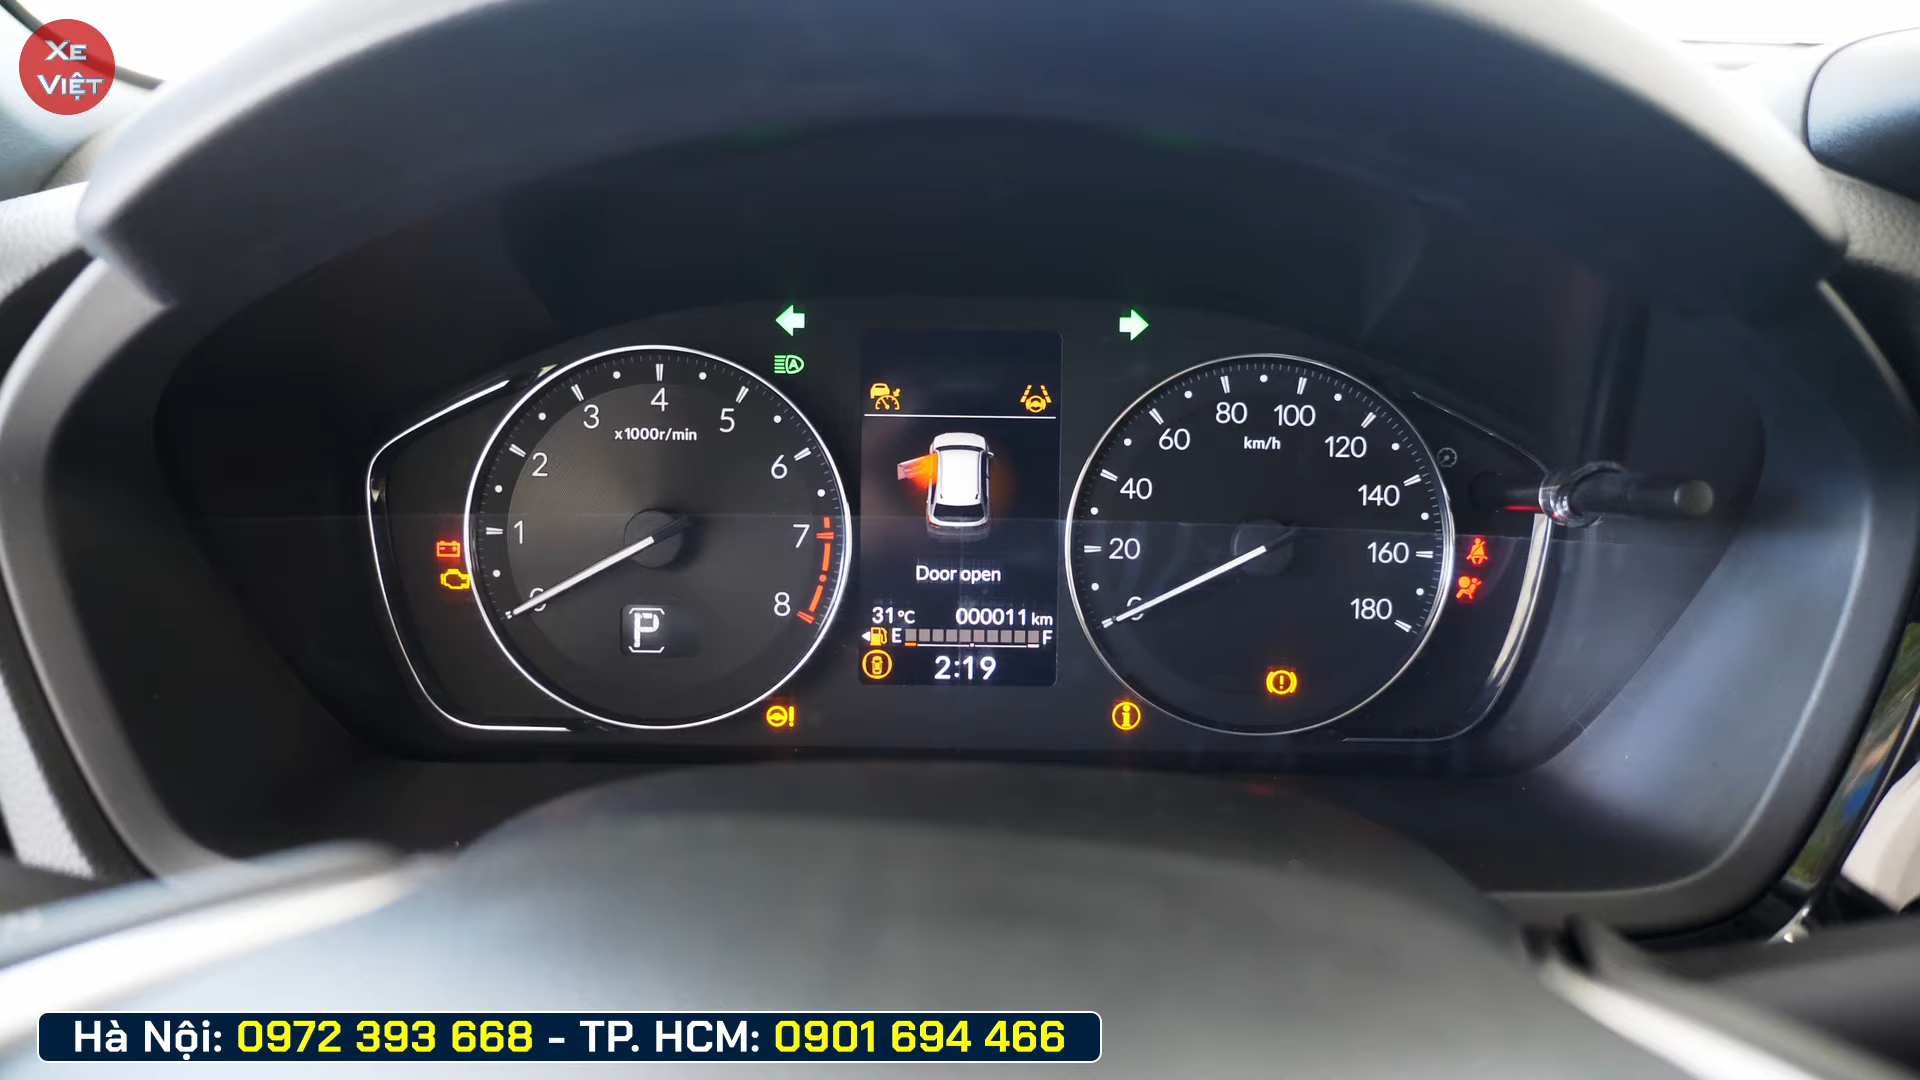 XE
VIỆT
x1000r/min
1
2
3
4
5
6
7
8
P
A
Door open
31°C 000011 km
E F
2:19
km/h
20
40
60
80
100
120
140
160
180
Hà Nội: 0972 393 668 - TP. HCM: 0901 694 466